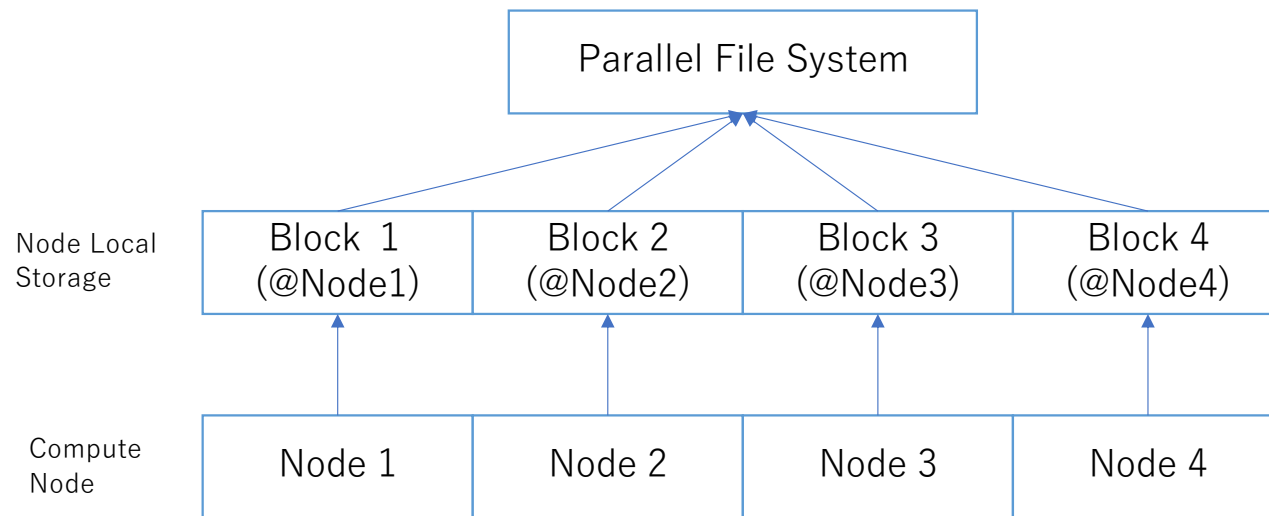 Parallel File System
Node Local
Storage
Block 1
(@Node1)
Block 2
(@Node2)
Block 3
(@Node3)
Block 4
(@Node4)
Compute
Node
Node 1
Node 2
Node 3
Node 4